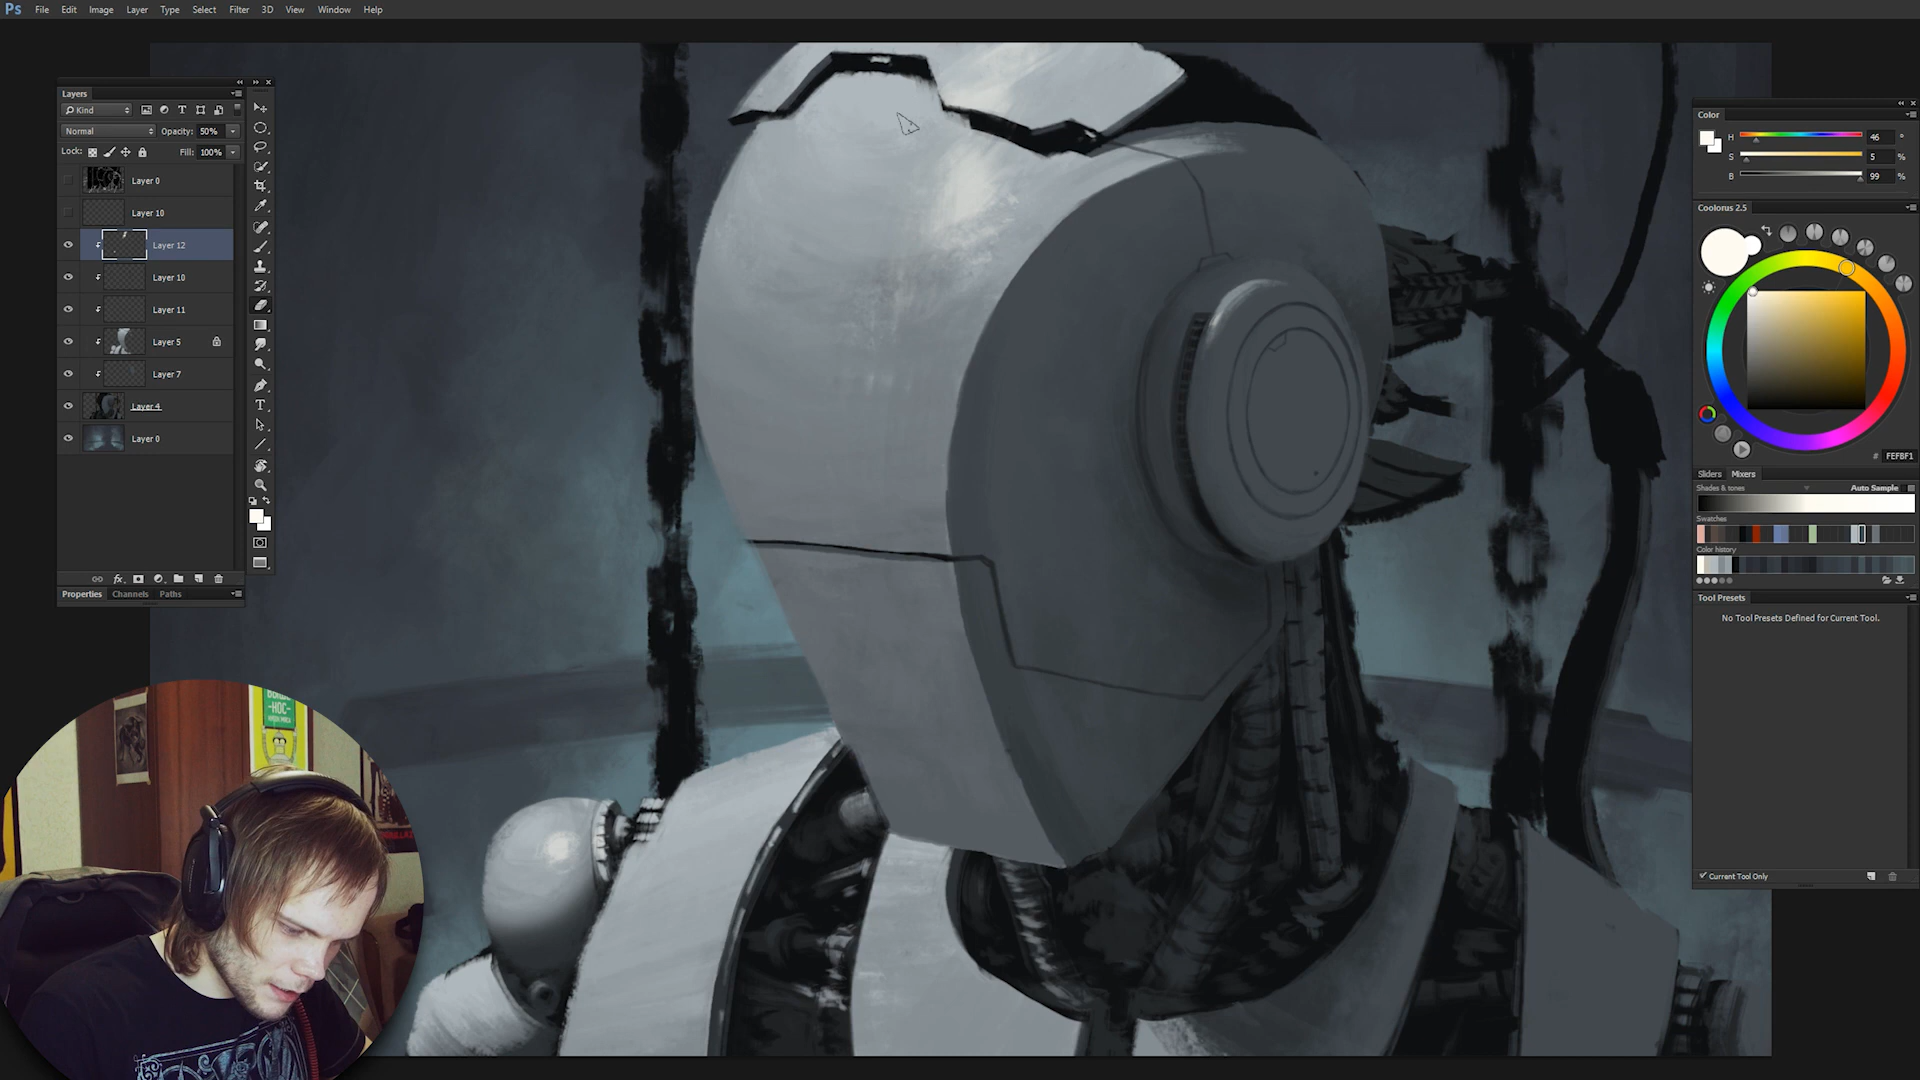 Ps File Edit Image Layer Type Select Filter 3D View Window Help
Layers
Kind
Normal Opacity: 50%
Lock: Fill: 100%
Layer 0
Layer 10
Layer 12
Layer 10
Layer 11
Layer 5
Layer 7
Layer 4
Layer 0
fx
Properties Channels Paths
Color
H 46 °
S 5 %
B 99 %
Coolorus 2.5
# FEFBF1
Sliders Mixers
Shades & tones Auto Sample
Swatches
Color history
Tool Presets
No Tool Presets Defined for Current Tool.
Current Tool Only
-НОС-